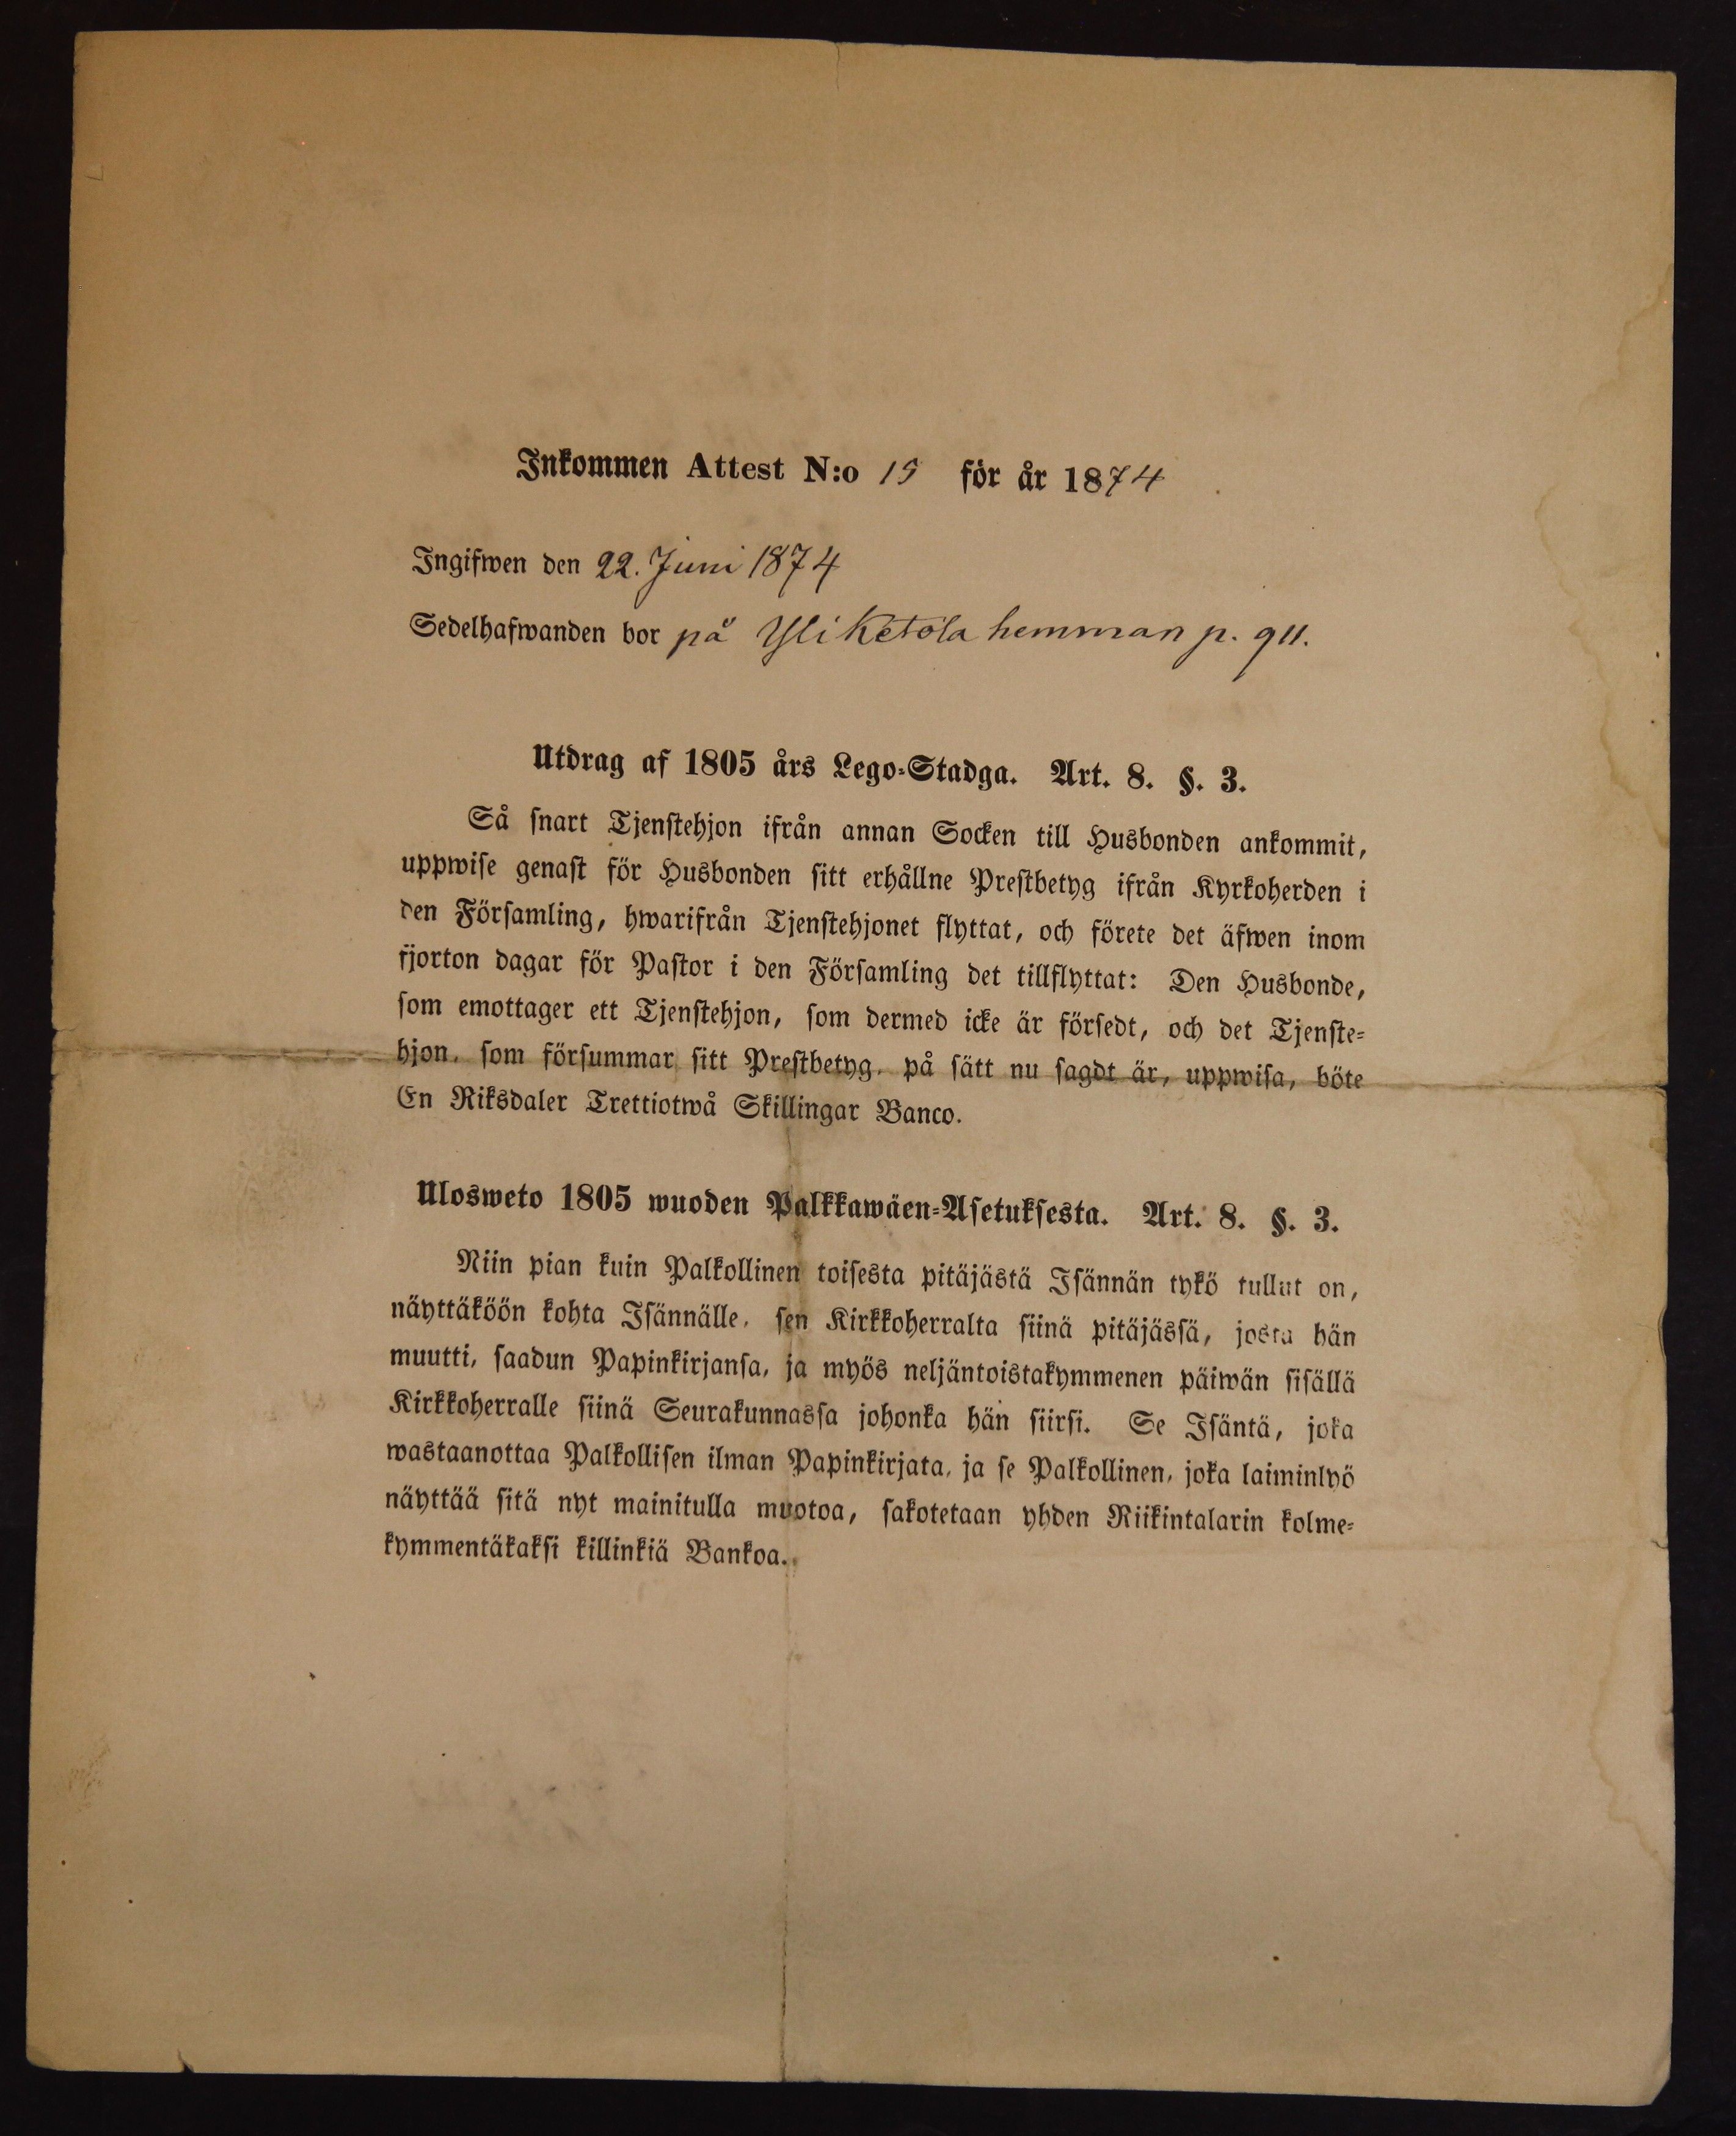 Inkommen Attest N:o 15 för år 1874
Ingifwen den 22. Juni 1874
Sedelhafwanden bor på Yli Ketola hemman p. 911.
Utdrag af 1805 års Lego-Stadga. Art. 8. §. 3.
Så snart Tjenstehjon ifrån annan Socken till Husbonden ankommit,
uppwise genast för Husbonden sitt erhållne Prestbetyg ifrån Kyrkoherden i
den Församling, hwarifrån Tjenstehjonet flyttat, och förete det äfwen inom
fjorton dagar för Pastor i den Församling det tillflyttat: Den Husbonde,
som emottager ett Tjenstehjon, som dermed icke är försedt, och det Tjenste-
hjon, som försummar sitt Prestbetyg, på sätt nu sagdt är, uppwisa, böte
En Riksdaler Trettiotwå Skillingar Banco.
Ulosweto 1805 wuoden Palkkawäen-Asetuksesta. Art. 8. §. 3.
Niin pian kuin Palkollinen toisesta pitäjästä Isännän tykö tullut on,
näyttäköön kohta Isännälle, sen Kirkkoherralta siinä pitäjässä, josta hän
muutti, saadun Papinkirjansa, ja myös neljäntoistakymmenen päiwän sisällä
Kirkkoherralle siinä Seurakunnassa johonka hän siirsi. Se Isäntä, joka
wastaanottaa Palkollisen ilman Papinkirjata, ja se Palkollinen, joka laiminlyö
näyttää sitä nyt mainitulla muotoa, sakotetaan yhden Riikintalarin kolme-
kymmentäkaksi killinkiä Bankoa.